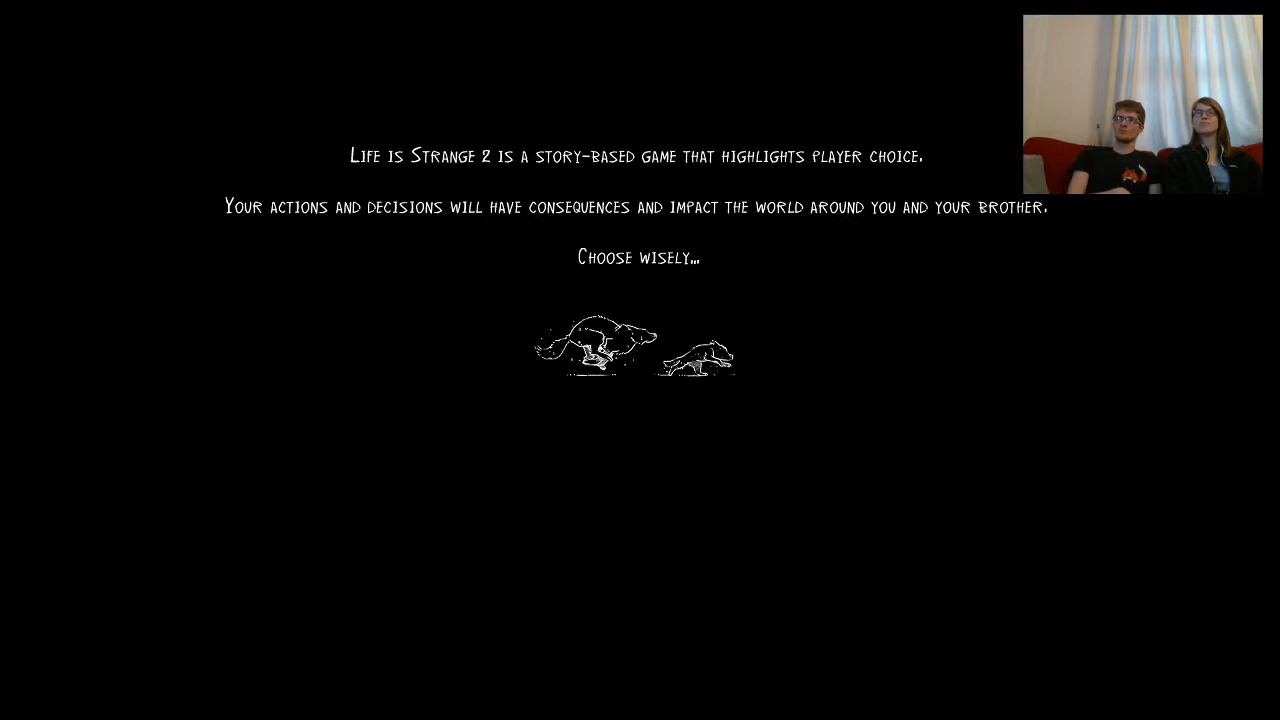 Life is Strange 2 is a story-based game that highlights player choice.
Your actions and decisions will have consequences and impact the world around you and your brother.
Choose wisely...